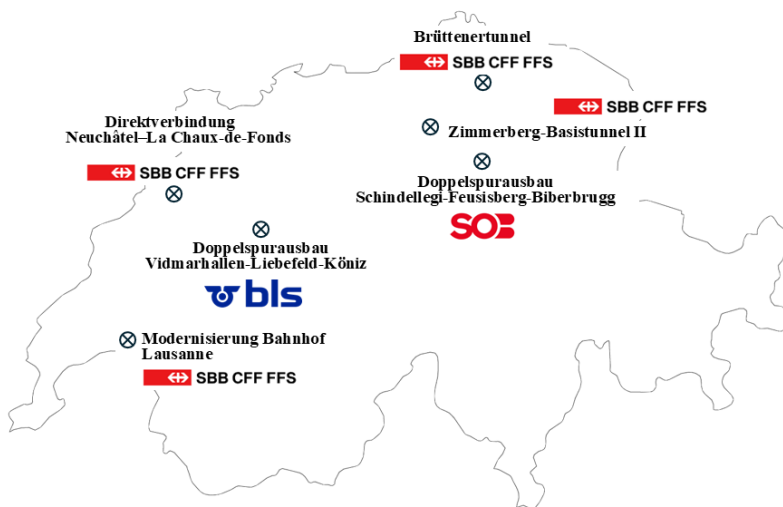 Brüttenertunnel
SBB CFF FFS
SBB CFF FFS
Direktverbindung
Neuchâtel–La Chaux-de-Fonds
SBB CFF FFS
Zimmerberg-Basistunnel II
Doppelspurausbau
Schindellegi-Feusisberg-Biberbrugg
SOB
Doppelspurausbau
Vidmarhallen-Liebefeld-Köniz
bls
Modernisierung Bahnhof
Lausanne
SBB CFF FFS